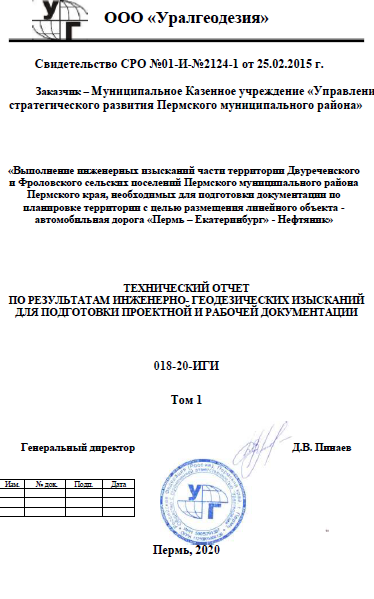 УГ
ООО «Уралгеодезия»
Свидетельство СРО №01-И-№2124-1 от 25.02.2015 г.
Заказчик – Муниципальное Казенное учреждение «Управлени
стратегического развития Пермского муниципального района»
«Выполнение инженерных изысканий части территории Двуреченского
и Фроловского сельских поселений Пермского муниципального района
Пермского края, необходимых для подготовки документации по
планировке территории с целью размещения линейного объекта -
автомобильная дорога «Пермь – Екатеринбург» - Нефтяник»
ТЕХНИЧЕСКИЙ ОТЧЕТ
ПО РЕЗУЛЬТАТАМ ИНЖЕНЕРНО- ГЕОДЕЗИЧЕСКИХ ИЗЫСКАНИЙ
ДЛЯ ПОДГОТОВКИ ПРОЕКТНОЙ И РАБОЧЕЙ ДОКУМЕНТАЦИИ
018-20-ИГИ
Том 1
Генеральный директор Д.В. Пинаев
Изм. № док. Подп. Дата
УГ
Пермь, 2020